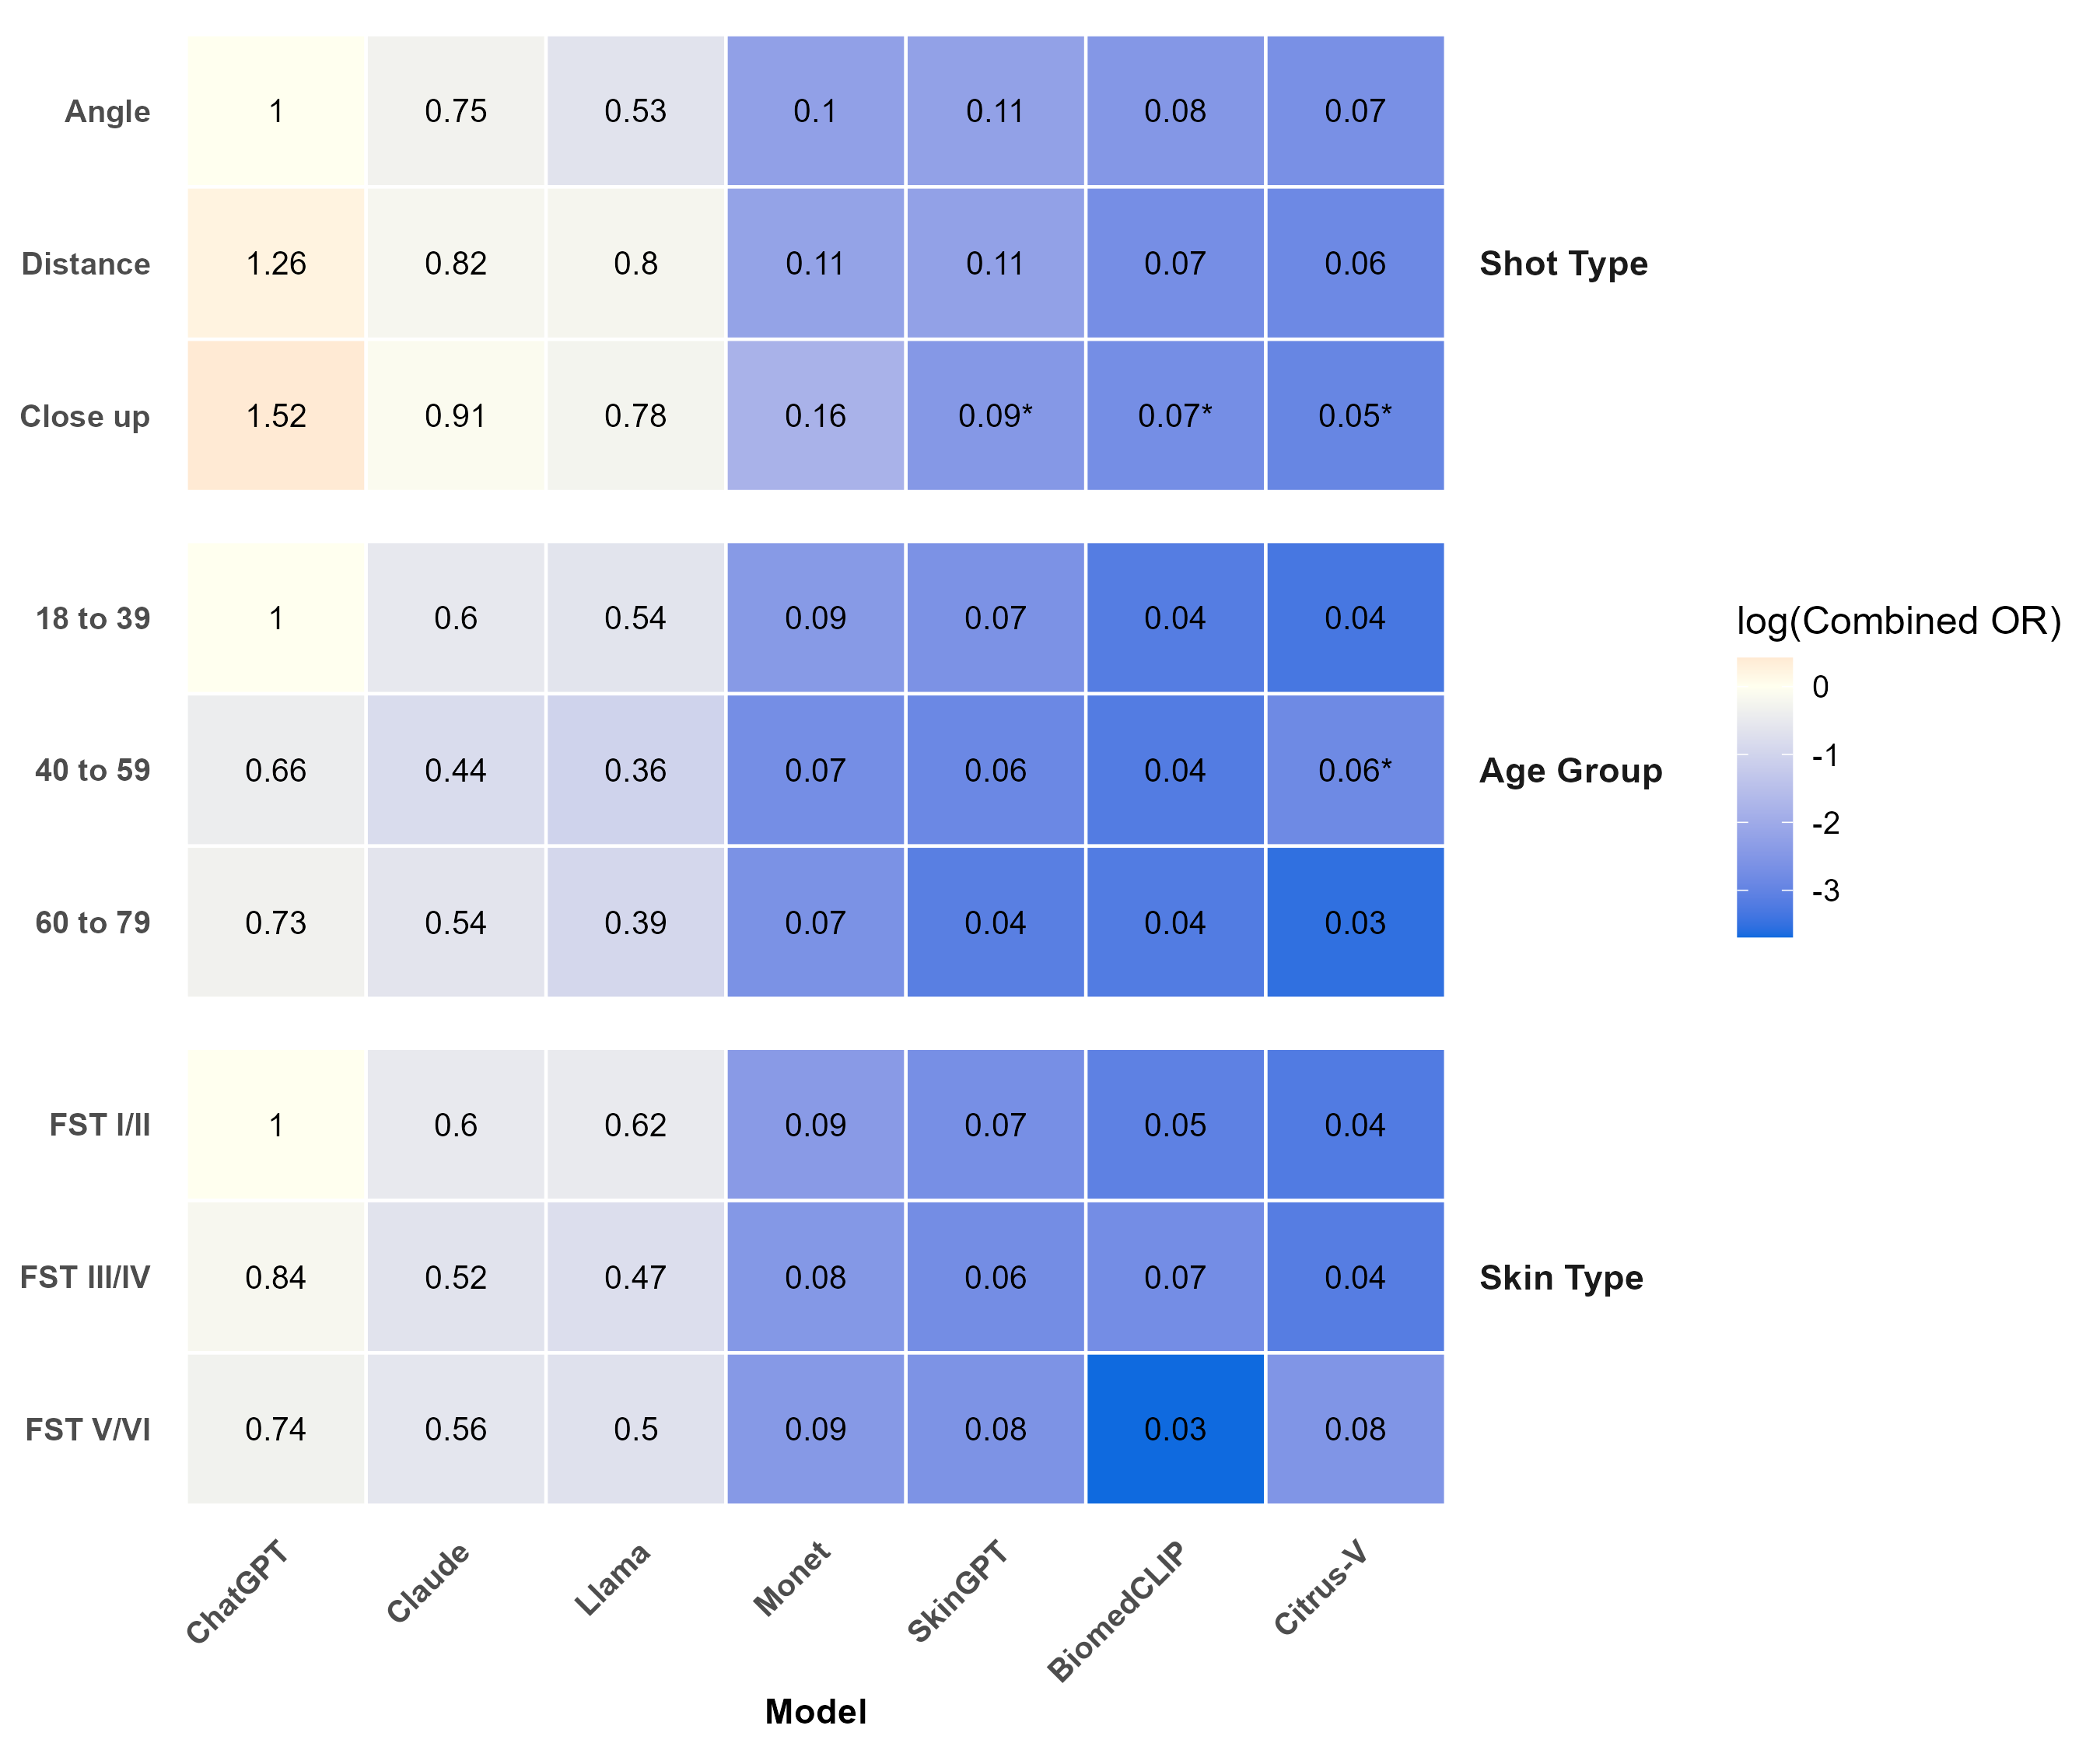 Angle 1 0.75 0.53 0.1 0.11 0.08 0.07
Distance 1.26 0.82 0.8 0.11 0.11 0.07 0.06 Shot Type
Close up 1.52 0.91 0.78 0.16 0.09* 0.07* 0.05*
18 to 39 1 0.6 0.54 0.09 0.07 0.04 0.04
40 to 59 0.66 0.44 0.36 0.07 0.06 0.04 0.06* Age Group
60 to 79 0.73 0.54 0.39 0.07 0.04 0.04 0.03
FST I/II 1 0.6 0.62 0.09 0.07 0.05 0.04
FST III/IV 0.84 0.52 0.47 0.08 0.06 0.07 0.04 Skin Type
FST V/VI 0.74 0.56 0.5 0.09 0.08 0.03 0.08
ChatGPT Claude Llama Monet SkinGPT BiomedCLIP Citrus-V
Model
log(Combined OR)
0
-1
-2
-3